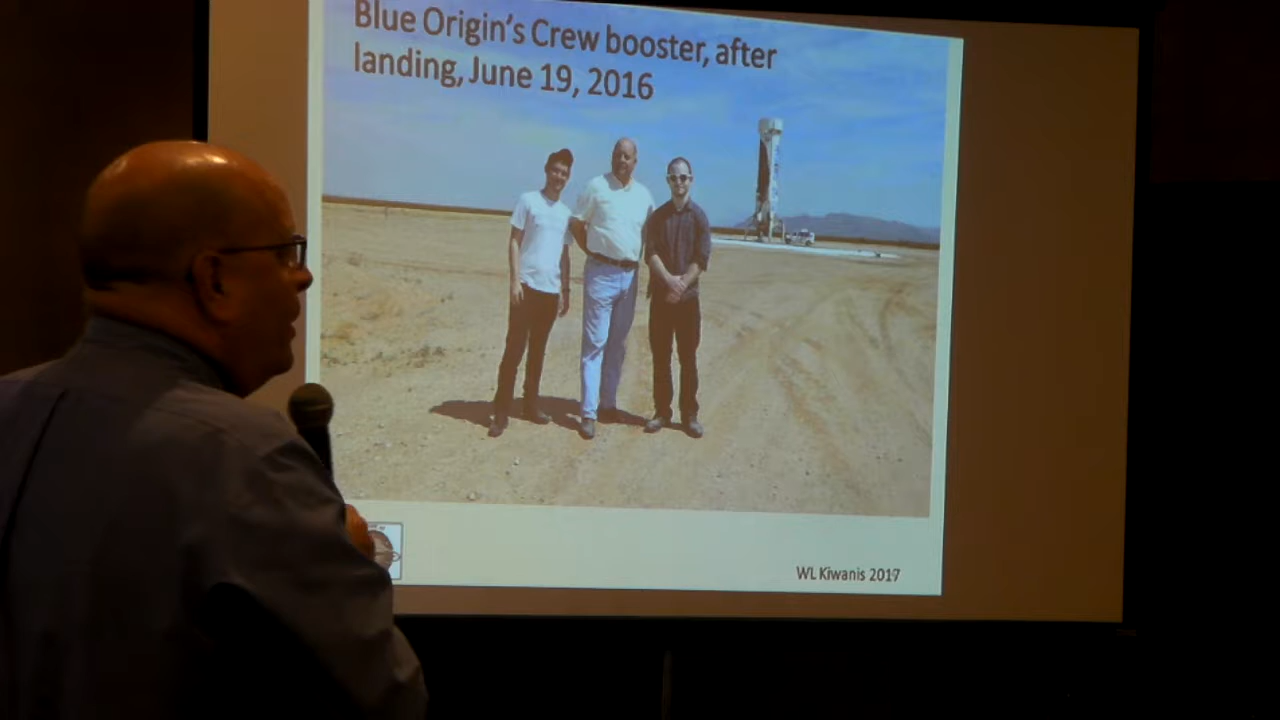 Blue Origin's Crew booster, after
landing, June 19, 2016
WL Kiwanis 2017